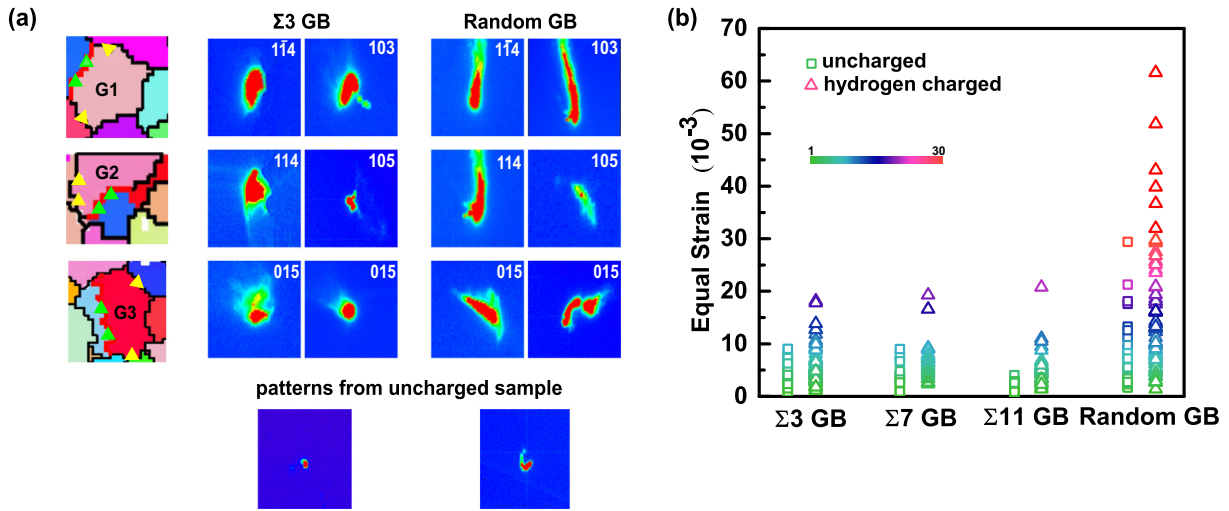 (a)
Σ3 GB
Random GB
G1
11̄4
103
11̄4
103
G2
114
105
114
105
G3
015
015
015
015
patterns from uncharged sample
(b)
70
60
50
40
30
20
10
0
Equal Strain (10⁻³)
uncharged
hydrogen charged
1
30
Σ3 GB
Σ7 GB
Σ11 GB
Random GB